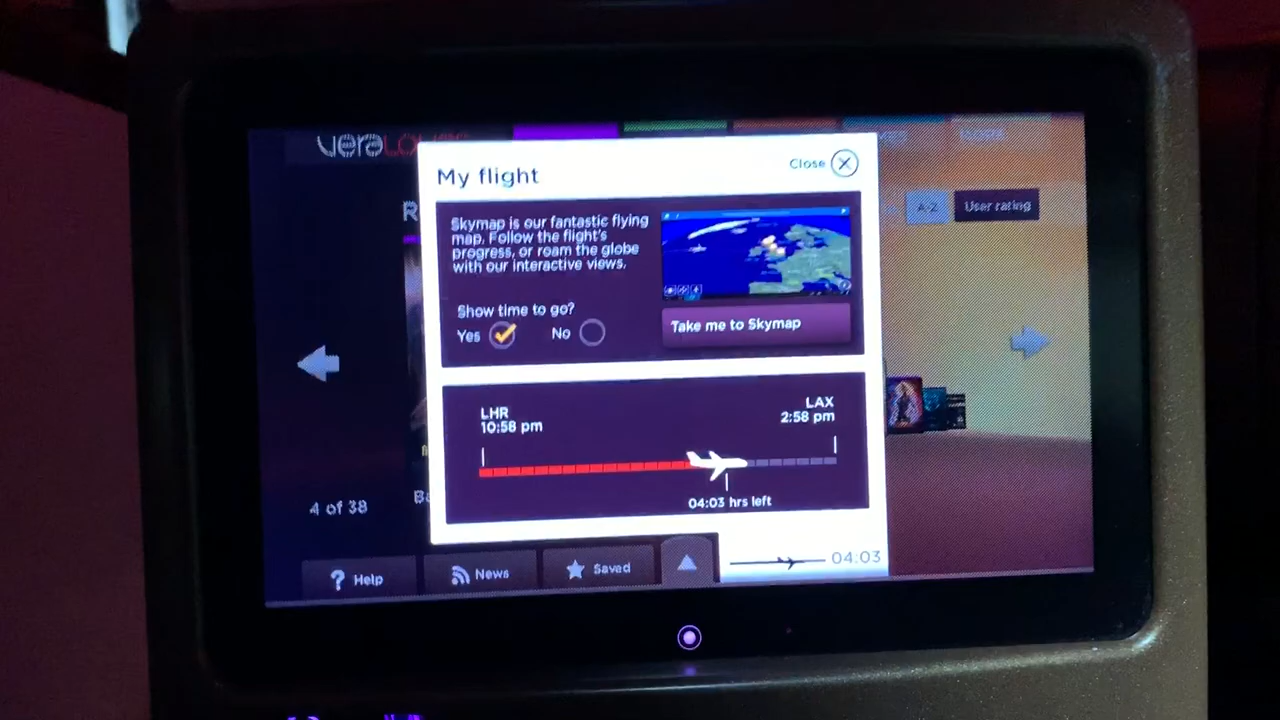 My flight
Close
Skymap is our fantastic flying
map. Follow the flight's
progress, or roam the globe
with our interactive views.
Show time to go?
Yes
No
Take me to Skymap
LHR
10:58 pm
LAX
2:58 pm
04:03 hrs left
A-Z
User rating
4 of 38
? Help
News
Saved
04:03